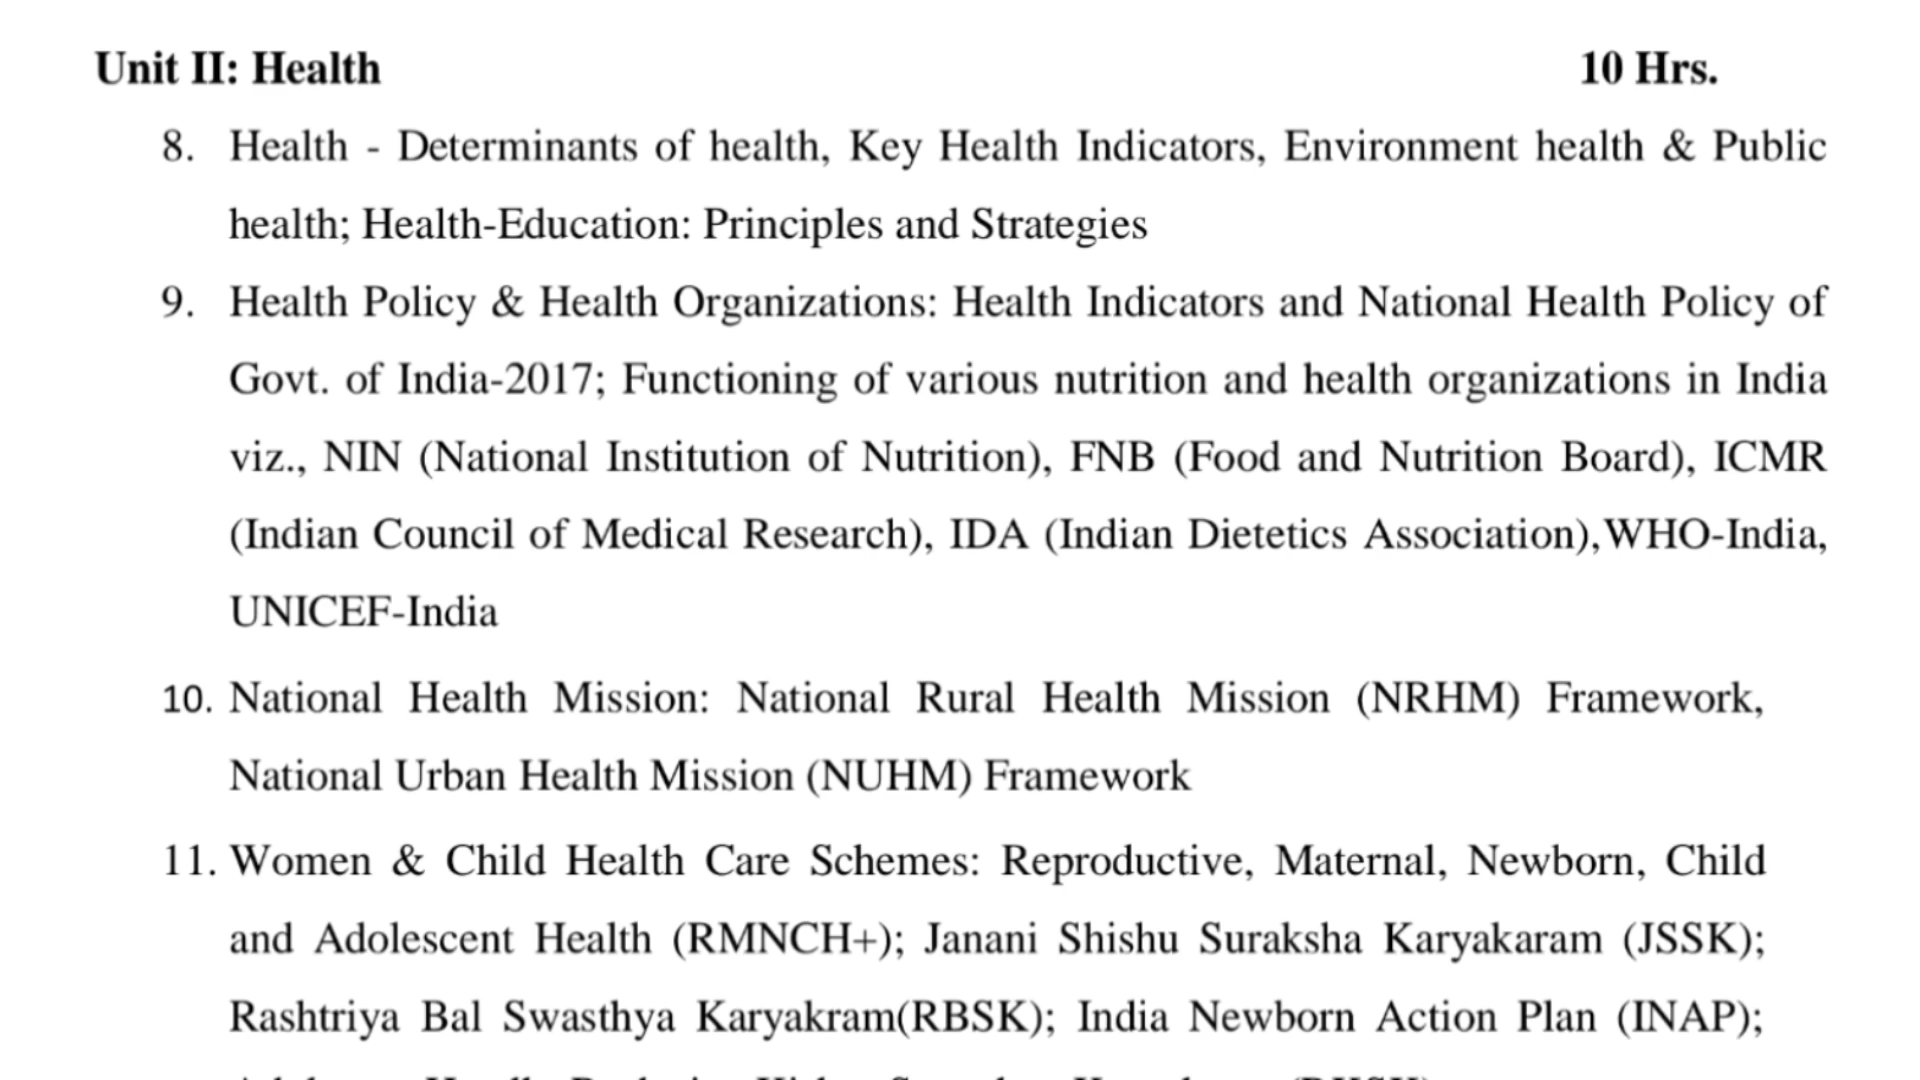 Unit II: Health 10 Hrs.
8. Health - Determinants of health, Key Health Indicators, Environment health & Public
health; Health-Education: Principles and Strategies
9. Health Policy & Health Organizations: Health Indicators and National Health Policy of
Govt. of India-2017; Functioning of various nutrition and health organizations in India
viz., NIN (National Institution of Nutrition), FNB (Food and Nutrition Board), ICMR
(Indian Council of Medical Research), IDA (Indian Dietetics Association),WHO-India,
UNICEF-India
10. National Health Mission: National Rural Health Mission (NRHM) Framework,
National Urban Health Mission (NUHM) Framework
11. Women & Child Health Care Schemes: Reproductive, Maternal, Newborn, Child
and Adolescent Health (RMNCH+); Janani Shishu Suraksha Karyakaram (JSSK);
Rashtriya Bal Swasthya Karyakram(RBSK); India Newborn Action Plan (INAP);